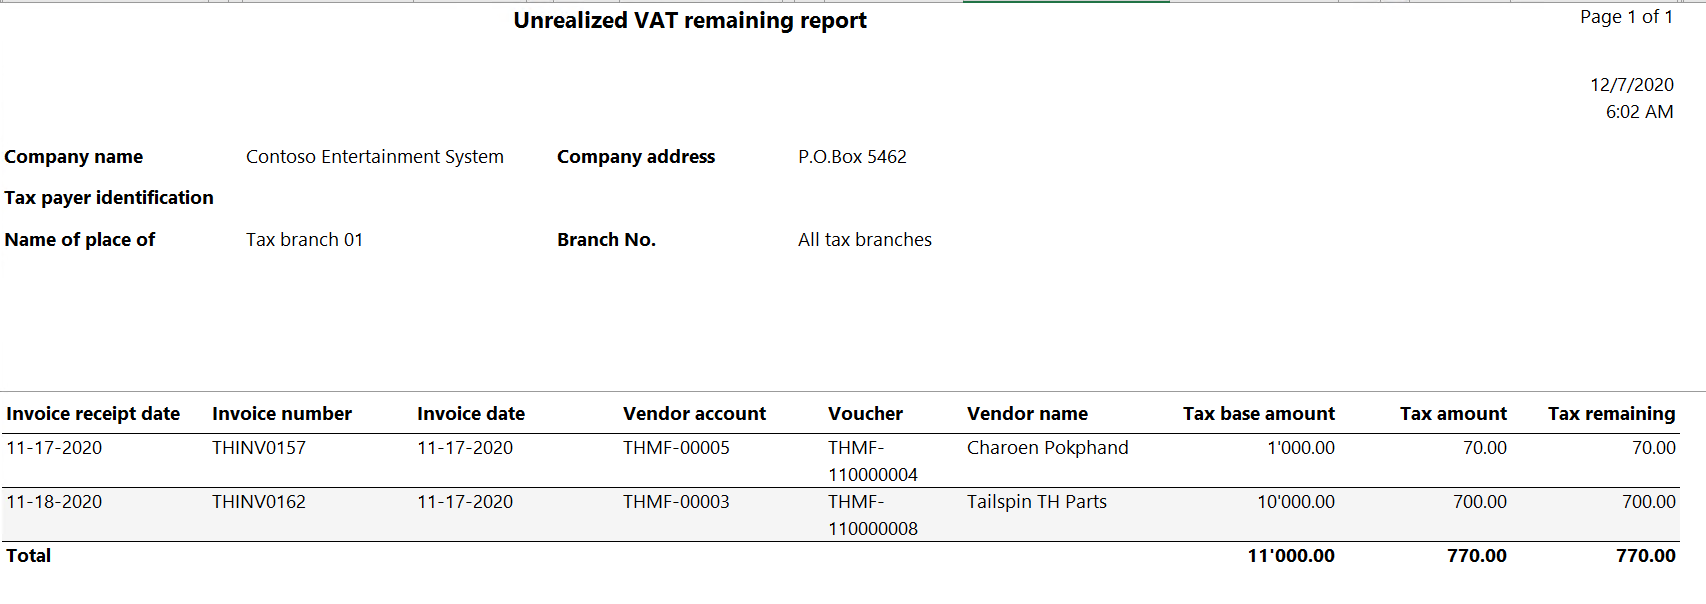 Unrealized VAT remaining report
Page 1 of 1
12/7/2020
6:02 AM
Company name Contoso Entertainment System Company address P.O.Box 5462
Tax payer identification
Name of place of Tax branch 01 Branch No. All tax branches
Invoice receipt date Invoice number Invoice date Vendor account Voucher Vendor name Tax base amount Tax amount Tax remaining
11-17-2020 THINV0157 11-17-2020 THMF-00005 THMF- Charoen Pokphand 1'000.00 70.00 70.00
110000004
11-18-2020 THINV0162 11-17-2020 THMF-00003 THMF- Tailspin TH Parts 10'000.00 700.00 700.00
110000008
Total 11'000.00 770.00 770.00